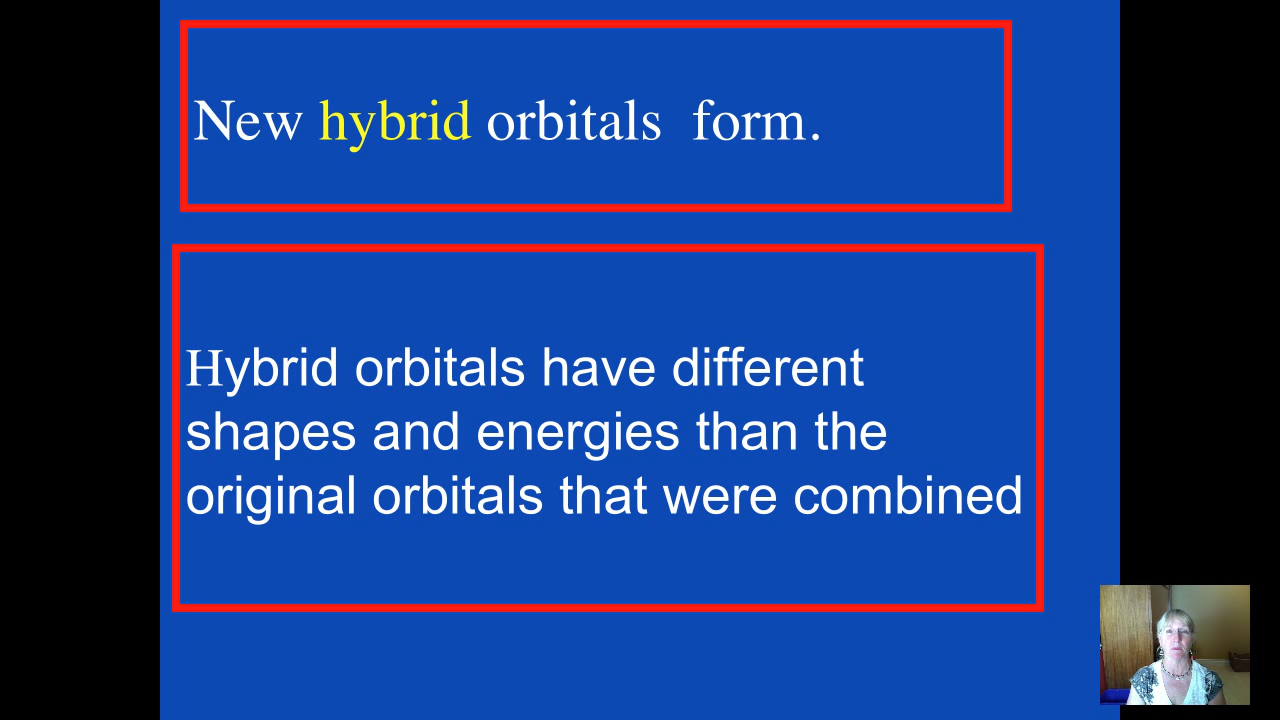 New hybrid orbitals  form.
Hybrid orbitals have different
shapes and energies than the
original orbitals that were combined